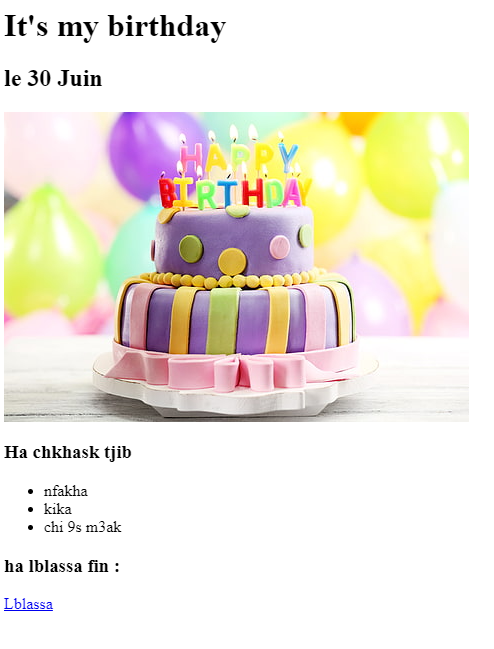 It's my birthday
le 30 Juin
HAPPY
BIRTHDAY
Ha chkhask tjib
nfakha
kika
chi 9s m3ak
ha lblassa fin :
Lblassa